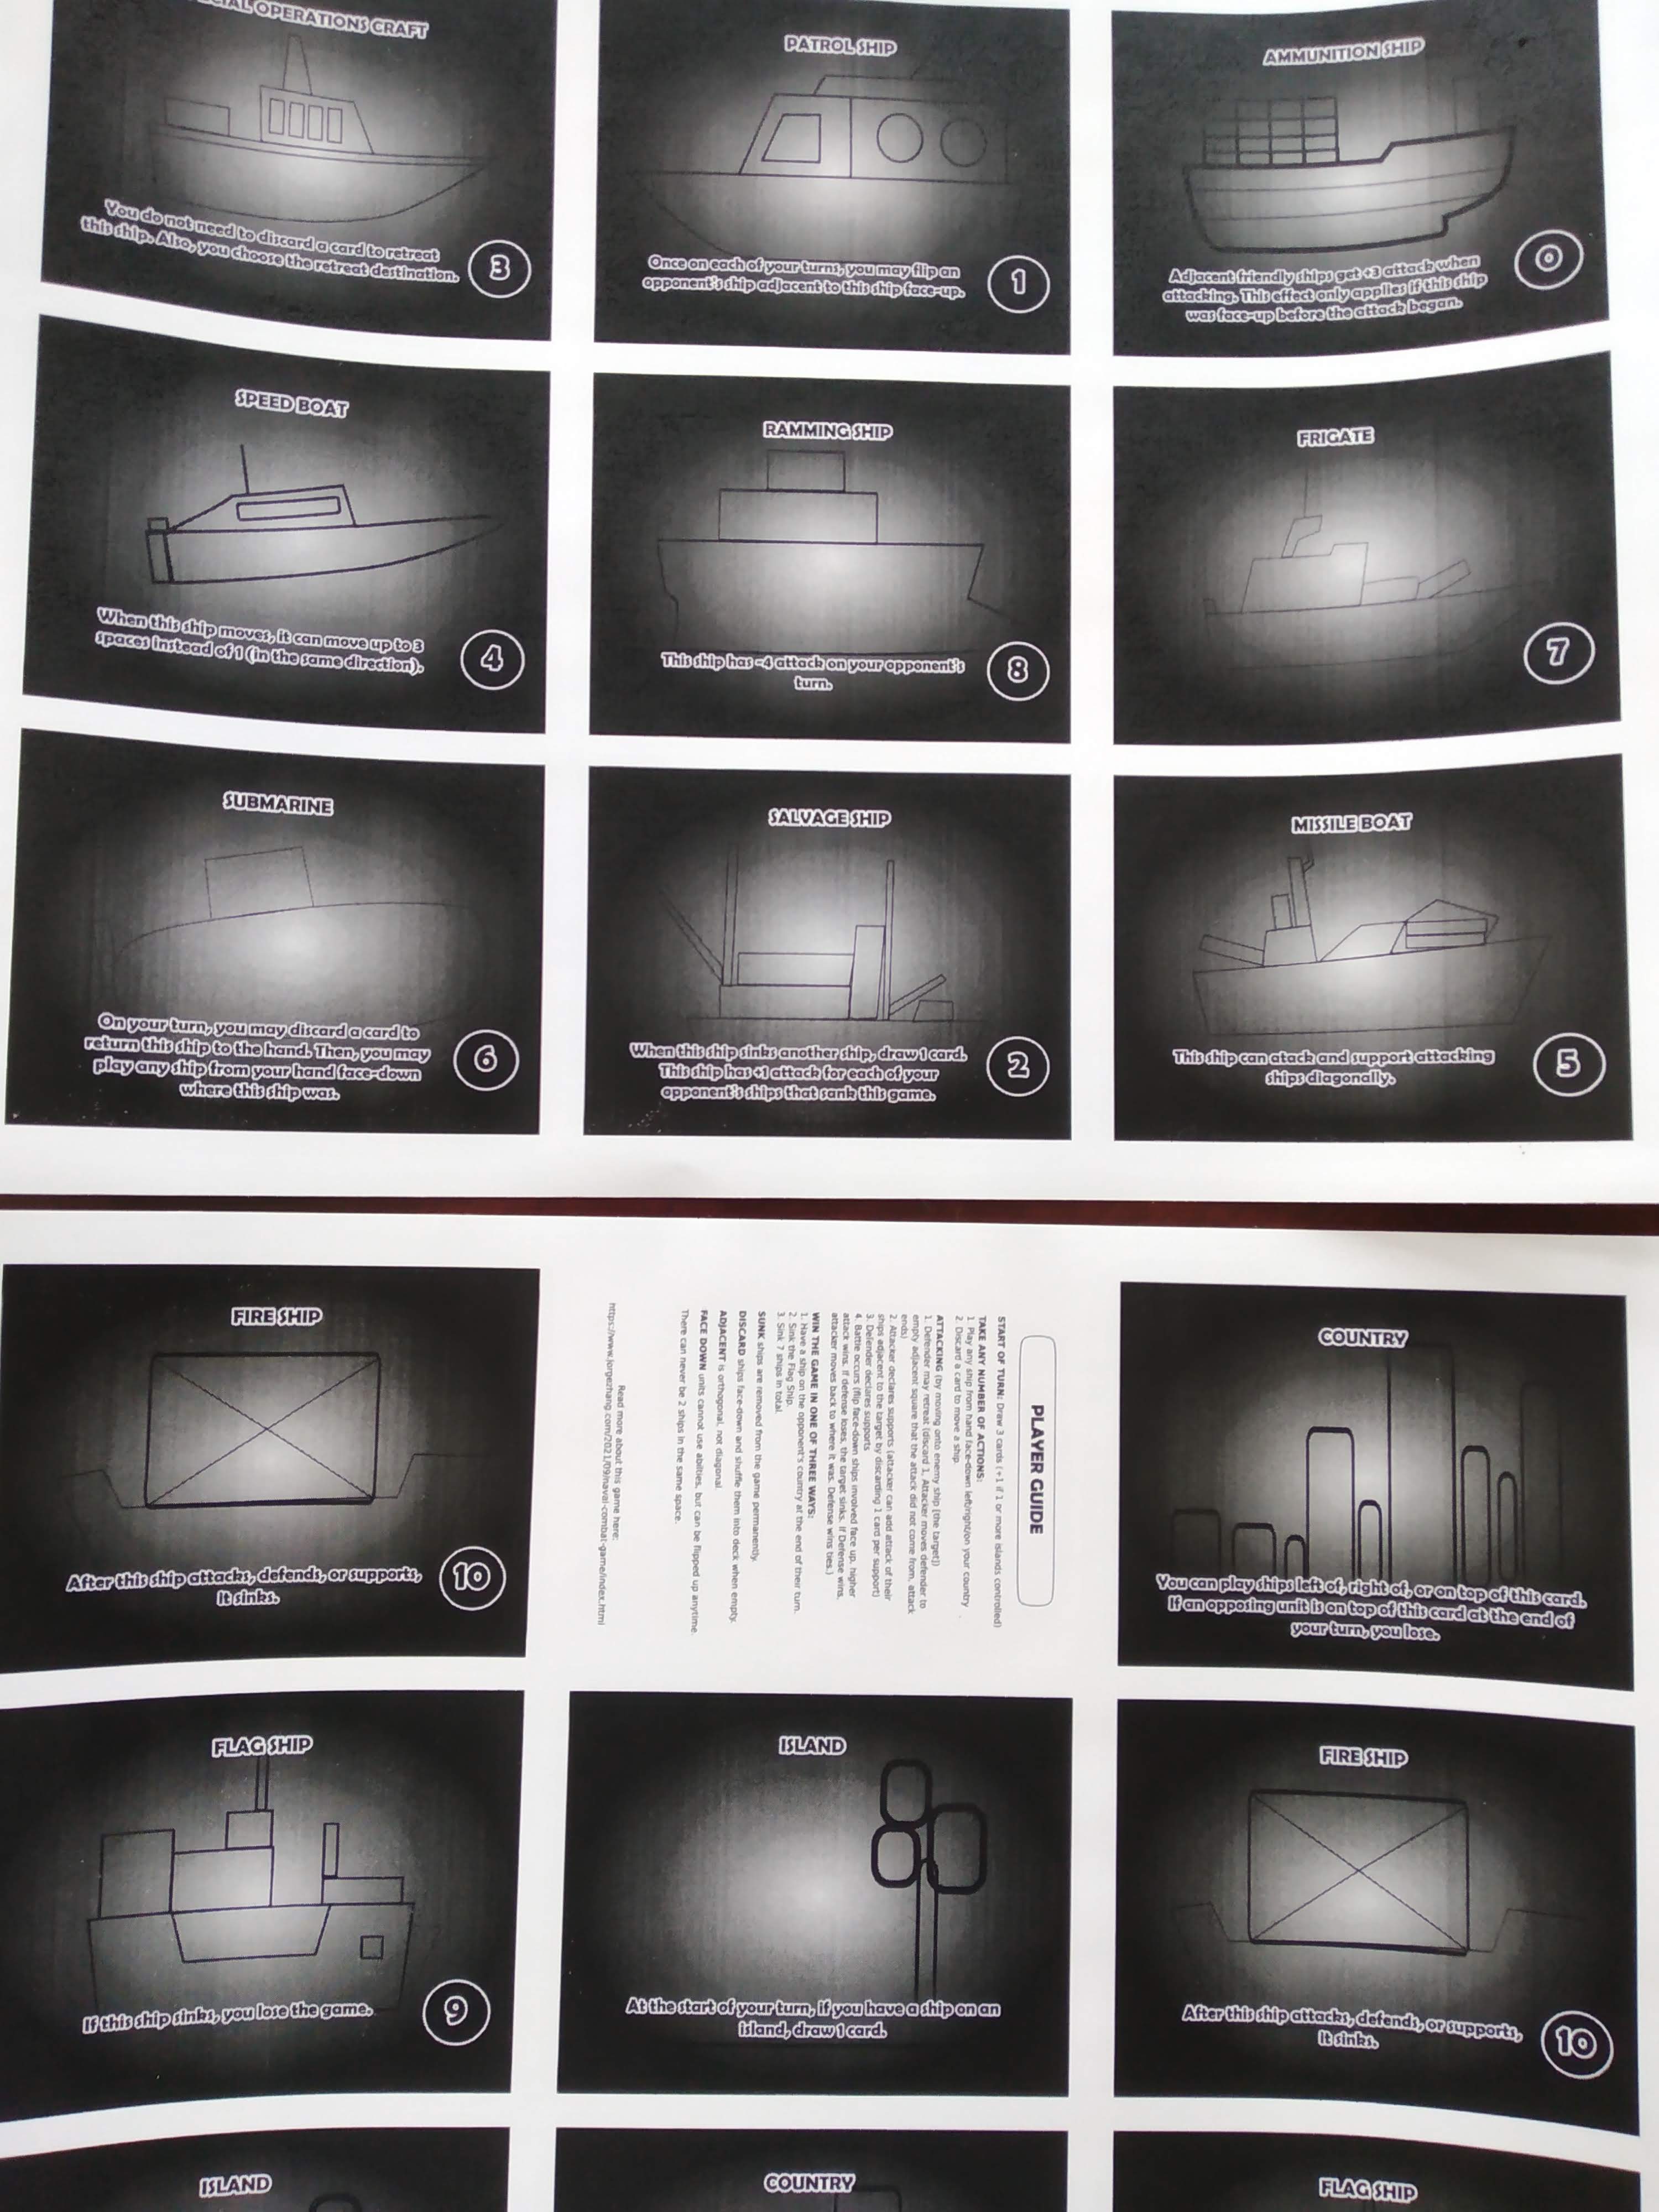 CIAL OPERATIONS CRAFT
You do not need to discard a card to retreat
this ship. Also, you choose the retreat destination.
3
PATROL SHIP
Once on each of your turns, you may flip an
opponent's ship adjacent to this ship face-up.
1
AMMUNITION SHIP
Adjacent friendly ships get +3 attack when
attacking. This effect only applies if this ship
was face-up before the attack began.
0
SPEED BOAT
When this ship moves, it can move up to 3
spaces instead of 1 (in the same direction).
4
RAMMING SHIP
This ship has -4 attack on your opponent's
turn.
8
FRIGATE
7
SUBMARINE
On your turn, you may discard a card to
return this ship to the hand. Then, you may
play any ship from your hand face-down
where this ship was.
6
SALVAGE SHIP
When this ship sinks another ship, draw 1 card.
This ship has +1 attack for each of your
opponent's ships that sank this game.
2
MISSILE BOAT
This ship can atack and support attacking
ships diagonally.
5
FIRE SHIP
After this ship attacks, defends, or supports,
it sinks.
10
PLAYER GUIDE
START OF TURN: Draw 3 cards (+1 if 1 or more islands controlled)
TAKE ANY NUMBER OF ACTIONS:
1. Play any ship from hand face-down left/right/on your country
2. Discard a card to move a ship.
ATTACKING (by moving onto enemy ship [the target])
1. Defender may retreat (discard 1, Attacker moves defender to
empty adjacent square that the attack did not come from, attack
ends)
2. Attacker declares supports (attacker can add attack of their
ships adjacent to the target by discarding 1 card per support)
3. Defender declares supports
4. Battle occurs (flip face-down ships involved face up, higher
attack wins. If defense loses, the target sinks. If Defense wins,
attacker moves back to where it was. Defense wins ties.)
WIN THE GAME IN ONE OF THREE WAYS:
1. Have a ship on the opponent's country at the end of their turn.
2. Sink the Flag Ship.
3. Sink 7 ships in total.
SUNK ships are removed from the game permanently.
DISCARD ships face-down and shuffle them into deck when empty.
ADJACENT is orthogonal, not diagonal.
FACE DOWN units cannot use abilties, but can be flipped up anytime.
There can never be 2 ships in the same space.
Read more about this game here:
https://www.jorgezhang.com/2021/09/naval-combat-game/index.html
COUNTRY
You can play ships left of, right of, or on top of this card.
If an opposing unit is on top of this card at the end of
your turn, you lose.
FLAG SHIP
If this ship sinks, you lose the game.
9
ISLAND
At the start of your turn, if you have a ship on an
island, draw 1 card.
FIRE SHIP
After this ship attacks, defends, or supports,
it sinks.
10
ISLAND
COUNTRY
FLAG SHIP